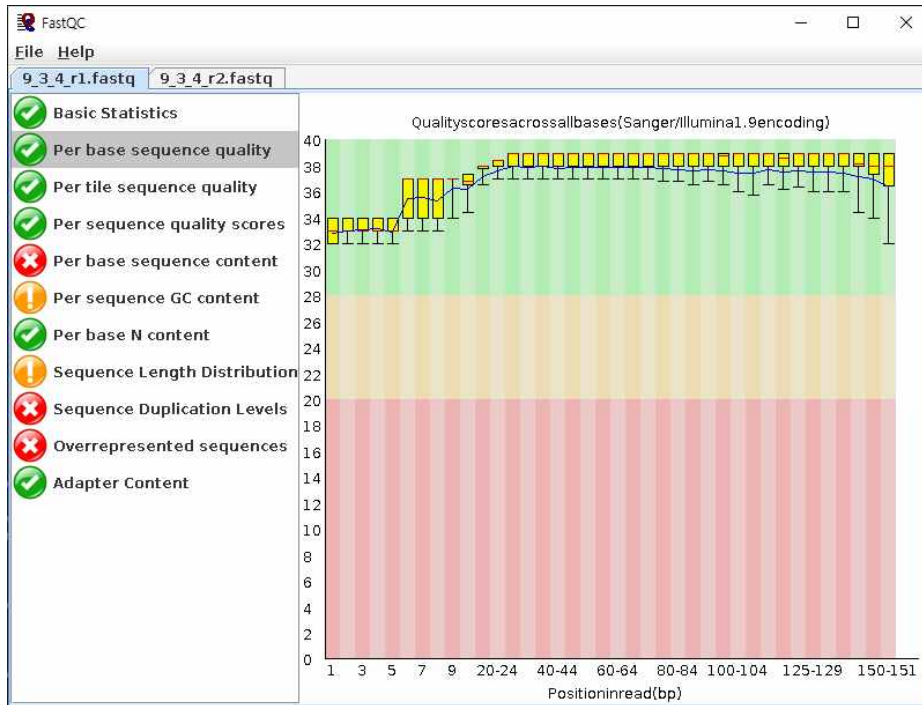 FastQC
File Help
9_3_4_r1.fastq 9_3_4_r2.fastq
Basic Statistics
Per base sequence quality
Per tile sequence quality
Per sequence quality scores
Per base sequence content
Per sequence GC content
Per base N content
Sequence Length Distribution
Sequence Duplication Levels
Overrepresented sequences
Adapter Content
Qualityscoresacrossallbases(Sanger/Illumina1.9encoding)
40
38
36
34
32
30
28
26
24
22
20
18
16
14
12
10
8
6
4
2
0
1 3 5 7 9 20-24 40-44 60-64 80-84 100-104 125-129 150-151
Positioninread(bp)